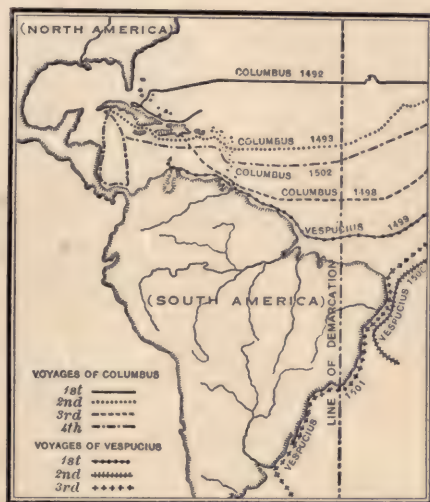 (NORTH AMERICA)
COLUMBUS 1492
COLUMBUS 1493
COLUMBUS 1502
COLUMBUS 1498
VESPUCIUS 1499
(SOUTH AMERICA)
LINE OF DEMARCATION
VESPUCIUS
VESPUCIUS 1501
VOYAGES OF COLUMBUS
1st
2nd
3rd
4th
VOYAGES OF VESPUCIUS
1st
2nd
3rd